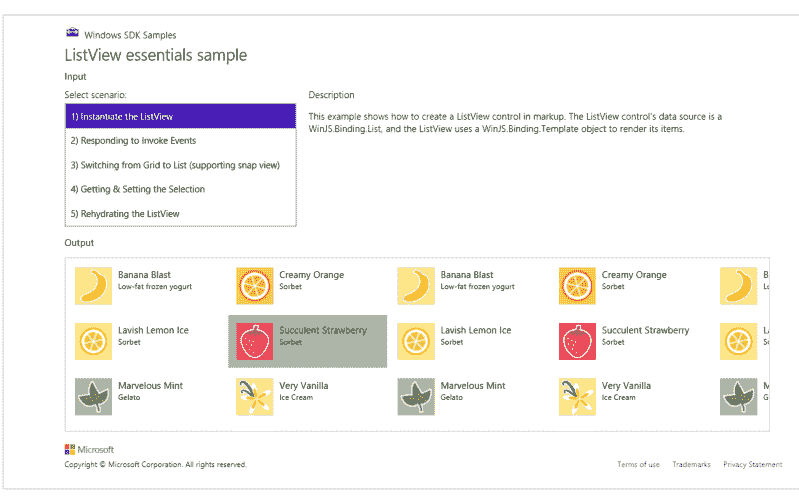 Windows SDK Samples
ListView essentials sample
Input
Select scenario:
1) Instantiate the ListView
2) Responding to Invoke Events
3) Switching from Grid to List (supporting snap view)
4) Getting & Setting the Selection
5) Rehydrating the ListView
Description
This example shows how to create a ListView control in markup. The ListView control's data source is a
WinJS.Binding.List, and the ListView uses a WinJS.Binding.Template object to render its items.
Output
Banana Blast
Low-fat frozen yogurt
Creamy Orange
Sorbet
Banana Blast
Low-fat frozen yogurt
Creamy Orange
Sorbet
Lavish Lemon Ice
Sorbet
Succulent Strawberry
Sorbet
Lavish Lemon Ice
Sorbet
Succulent Strawberry
Sorbet
Marvelous Mint
Gelato
Very Vanilla
Ice Cream
Marvelous Mint
Gelato
Very Vanilla
Ice Cream
Microsoft
Copyright © Microsoft Corporation. All rights reserved.
Terms of use Trademarks Privacy Statement